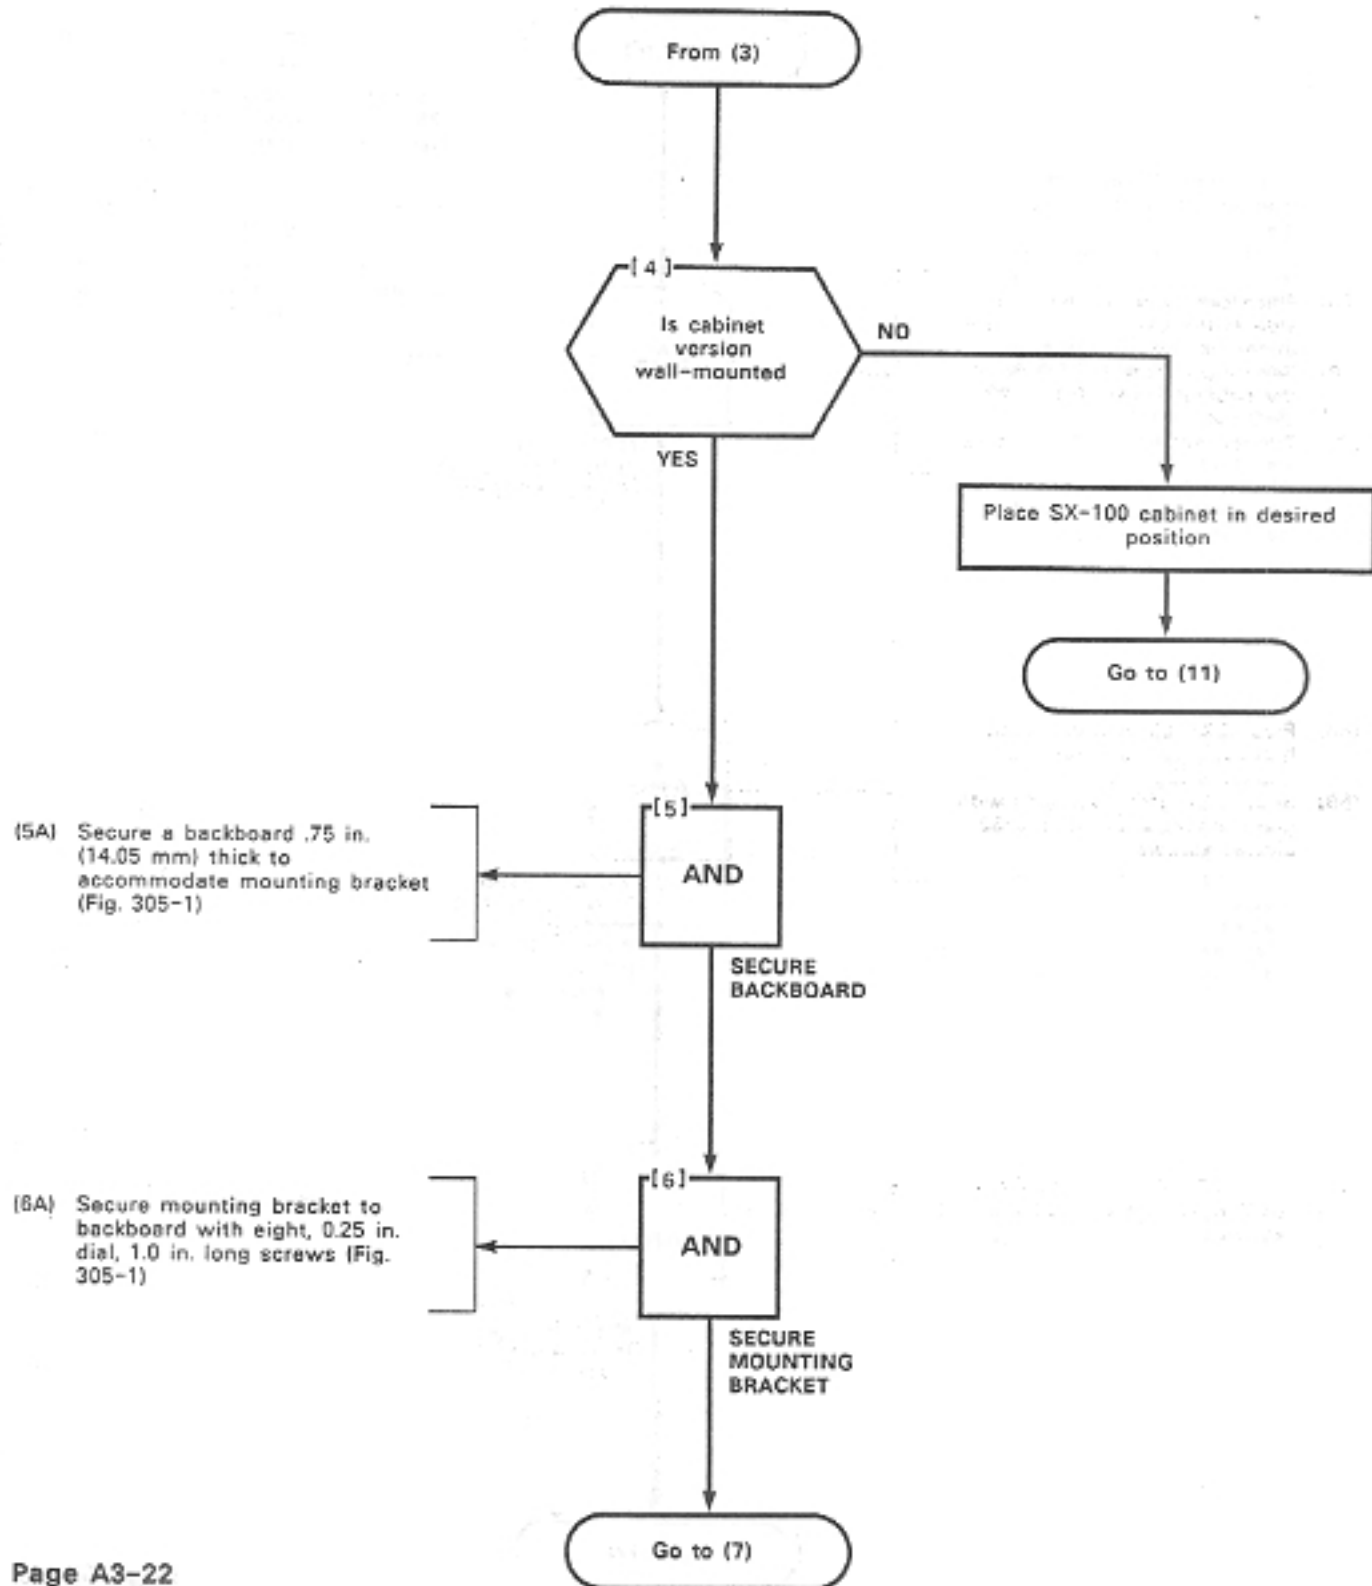 From (3)
[4]
Is cabinet
version
wall-mounted
NO
YES
Place SX-100 cabinet in desired
position
Go to (11)
(5A) Secure a backboard .75 in.
(14.05 mm) thick to
accommodate mounting bracket
(Fig. 305-1)
[5]
AND
SECURE
BACKBOARD
(6A) Secure mounting bracket to
backboard with eight, 0.25 in.
dial, 1.0 in. long screws (Fig.
305-1)
[6]
AND
SECURE
MOUNTING
BRACKET
Go to (7)
Page A3-22